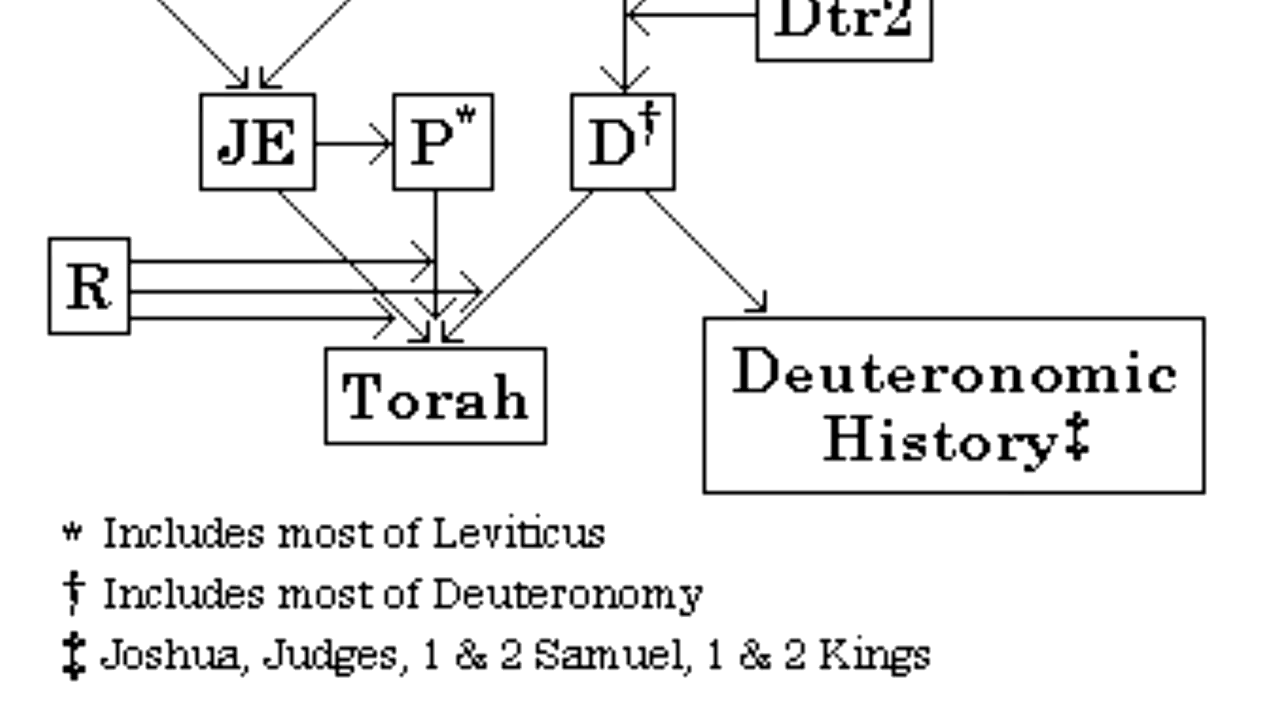 Dtr2
JE
P*
D†
R
Torah
Deuteronomic
History‡
* Includes most of Leviticus
† Includes most of Deuteronomy
‡ Joshua, Judges, 1 & 2 Samuel, 1 & 2 Kings